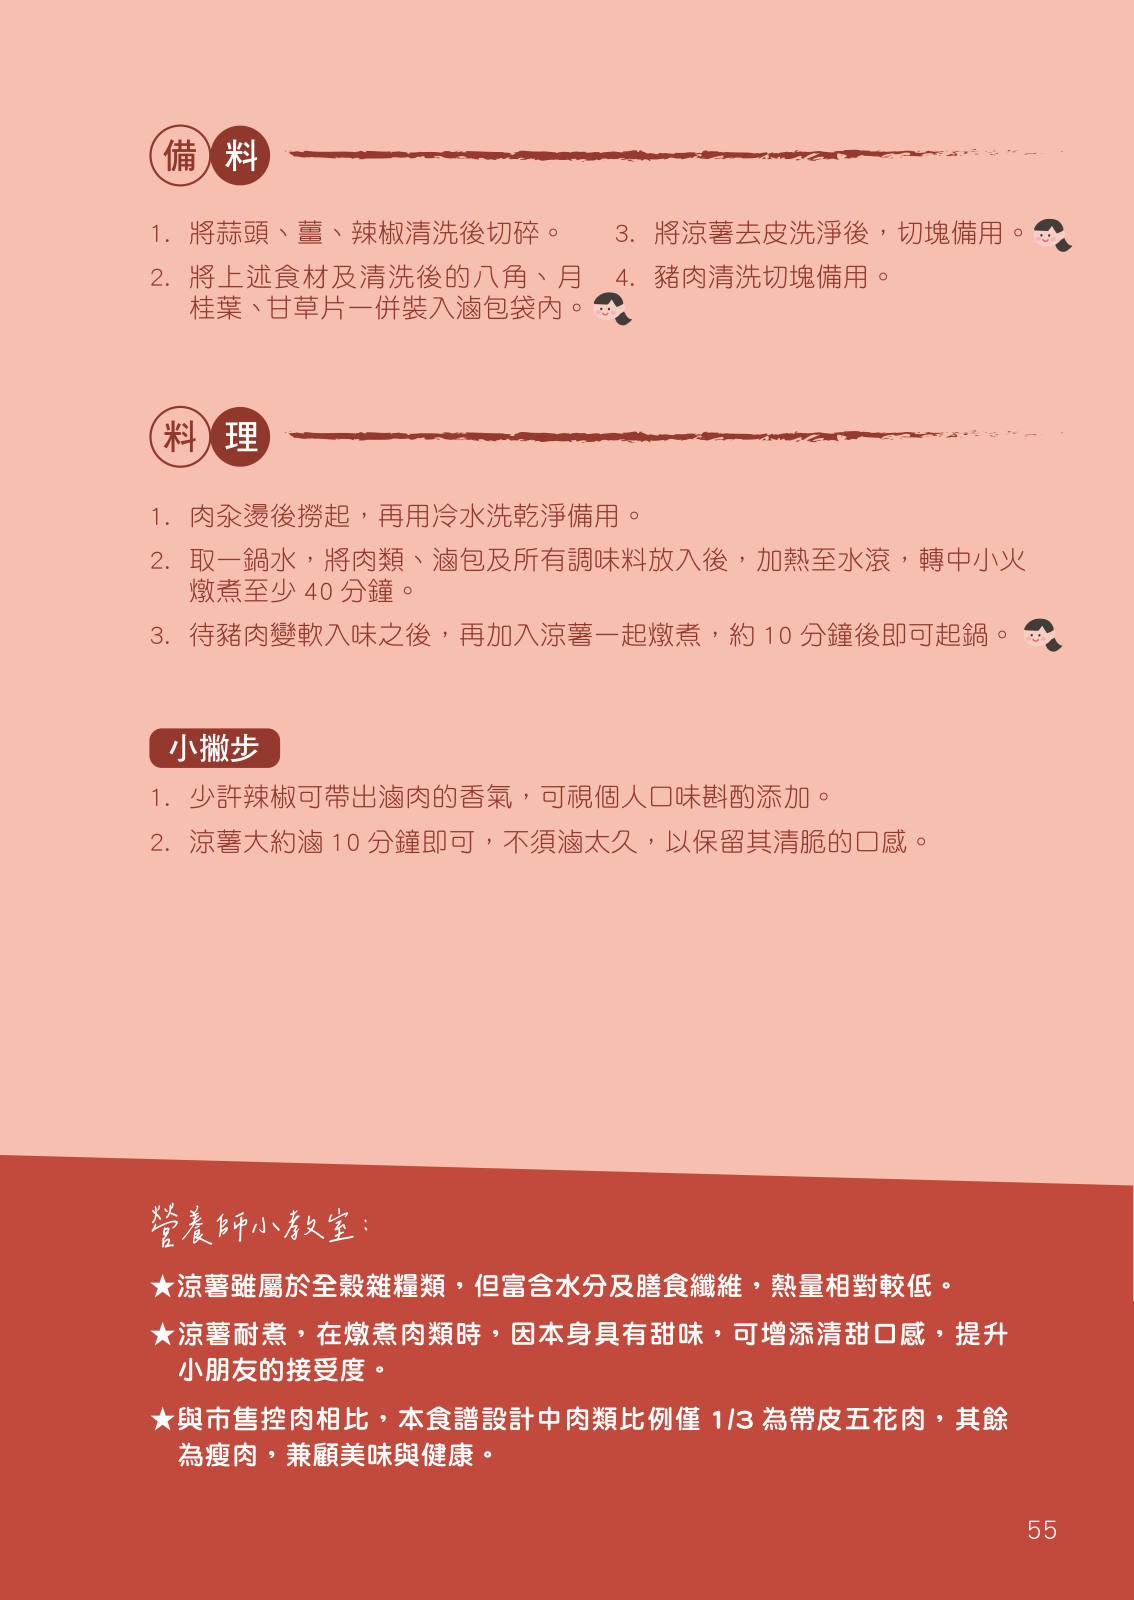 備料
1. 將蒜頭、薑、辣椒清洗後切碎。
2. 將上述食材及清洗後的八角、月
桂葉、甘草片一併裝入滷包袋內。
3. 將涼薯去皮洗淨後，切塊備用。
4. 豬肉清洗切塊備用。
料理
1. 肉汆燙後撈起，再用冷水洗乾淨備用。
2. 取一鍋水，將肉類、滷包及所有調味料放入後，加熱至水滾，轉中小火
燉煮至少 40 分鐘。
3. 待豬肉變軟入味之後，再加入涼薯一起燉煮，約 10 分鐘後即可起鍋。
小撇步
1. 少許辣椒可帶出滷肉的香氣，可視個人口味斟酌添加。
2. 涼薯大約滷 10 分鐘即可，不須滷太久，以保留其清脆的口感。
營養師小教室：
★涼薯雖屬於全穀雜糧類，但富含水分及膳食纖維，熱量相對較低。
★涼薯耐煮，在燉煮肉類時，因本身具有甜味，可增添清甜口感，提升
小朋友的接受度。
★與市售控肉相比，本食譜設計中肉類比例僅 1/3 為帶皮五花肉，其餘
為瘦肉，兼顧美味與健康。
55